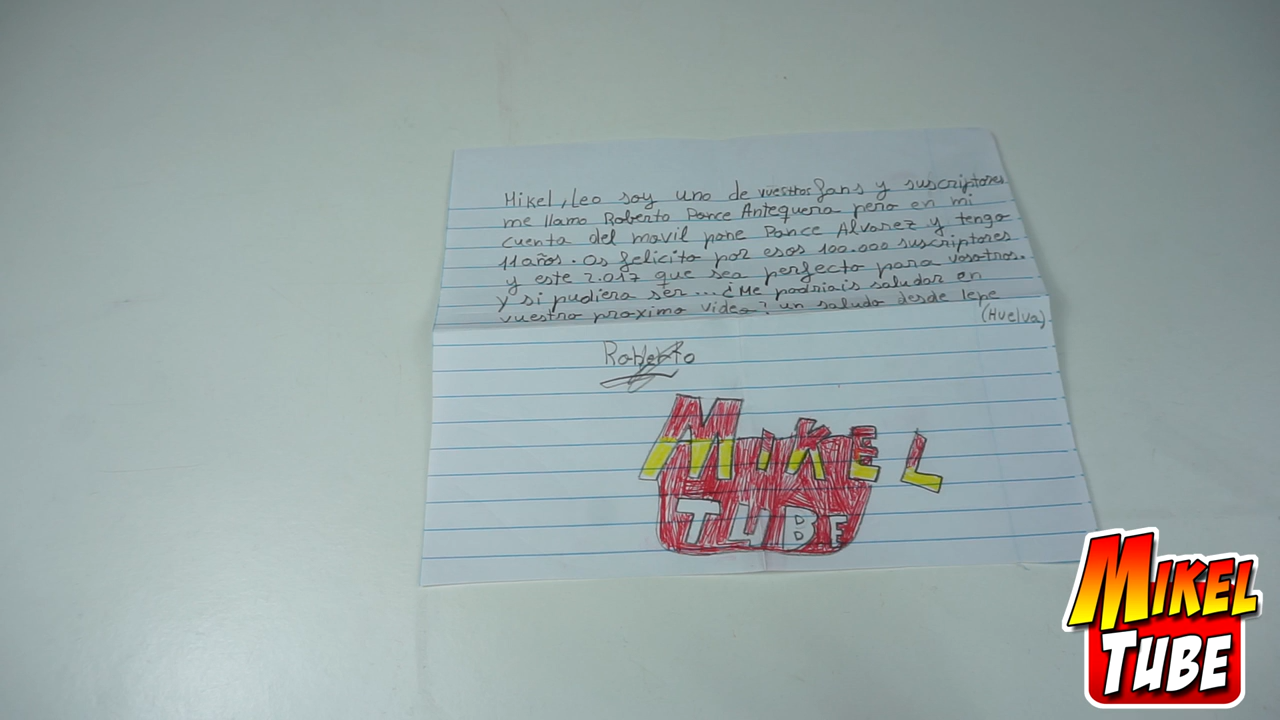 Mikel, Leo soy uno de vuestros fans y suscriptores
me llamo Roberto Ponce Antequera pero en mi
cuenta del movil pone Ponce Alvarez y tengo
11 años. Os felicito por esos 100.000 suscriptores
y este 2.017 que sea perfecto para vosotros.
Y si pudiera ser... ¿Me podriais saludar en
vuestro proximo video? un saludo desde lepe
(Huelva)
Roberto
MIKEL
TUBE
MIKEL
TUBE